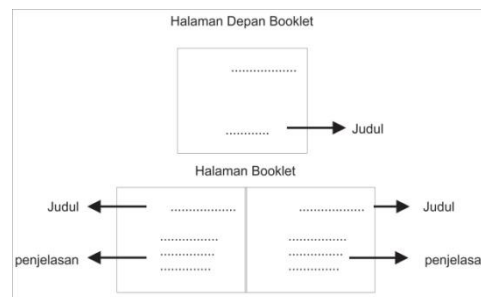 Halaman Depan Booklet
Judul
Halaman Booklet
Judul
Judul
penjelasan
penjelasa